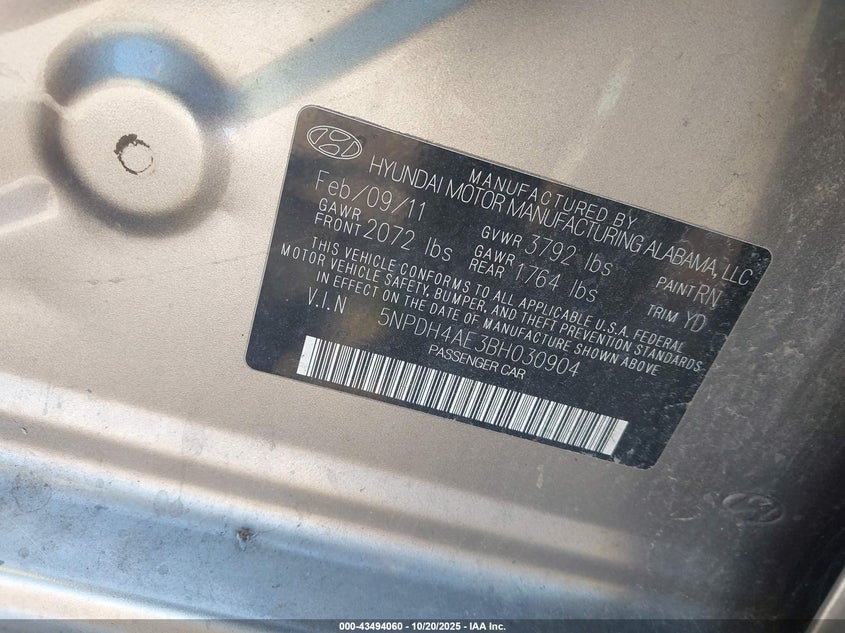 MANUFACTURED BY
HYUNDAI MOTOR MANUFACTURING ALABAMA, LLC
Feb/09/11 GVWR 3792 lbs PAINT RN
GAWR FRONT 2072 lbs GAWR REAR 1764 lbs TRIM YD
THIS VEHICLE CONFORMS TO ALL APPLICABLE U.S.A. FEDERAL
MOTOR VEHICLE SAFETY, BUMPER, AND THEFT PREVENTION STANDARDS
IN EFFECT ON THE DATE OF MANUFACTURE SHOWN ABOVE
V.I.N 5NPDH4AE3BH030904
PASSENGER CAR
000-43494060 - 10/20/2025 - IAA Inc.